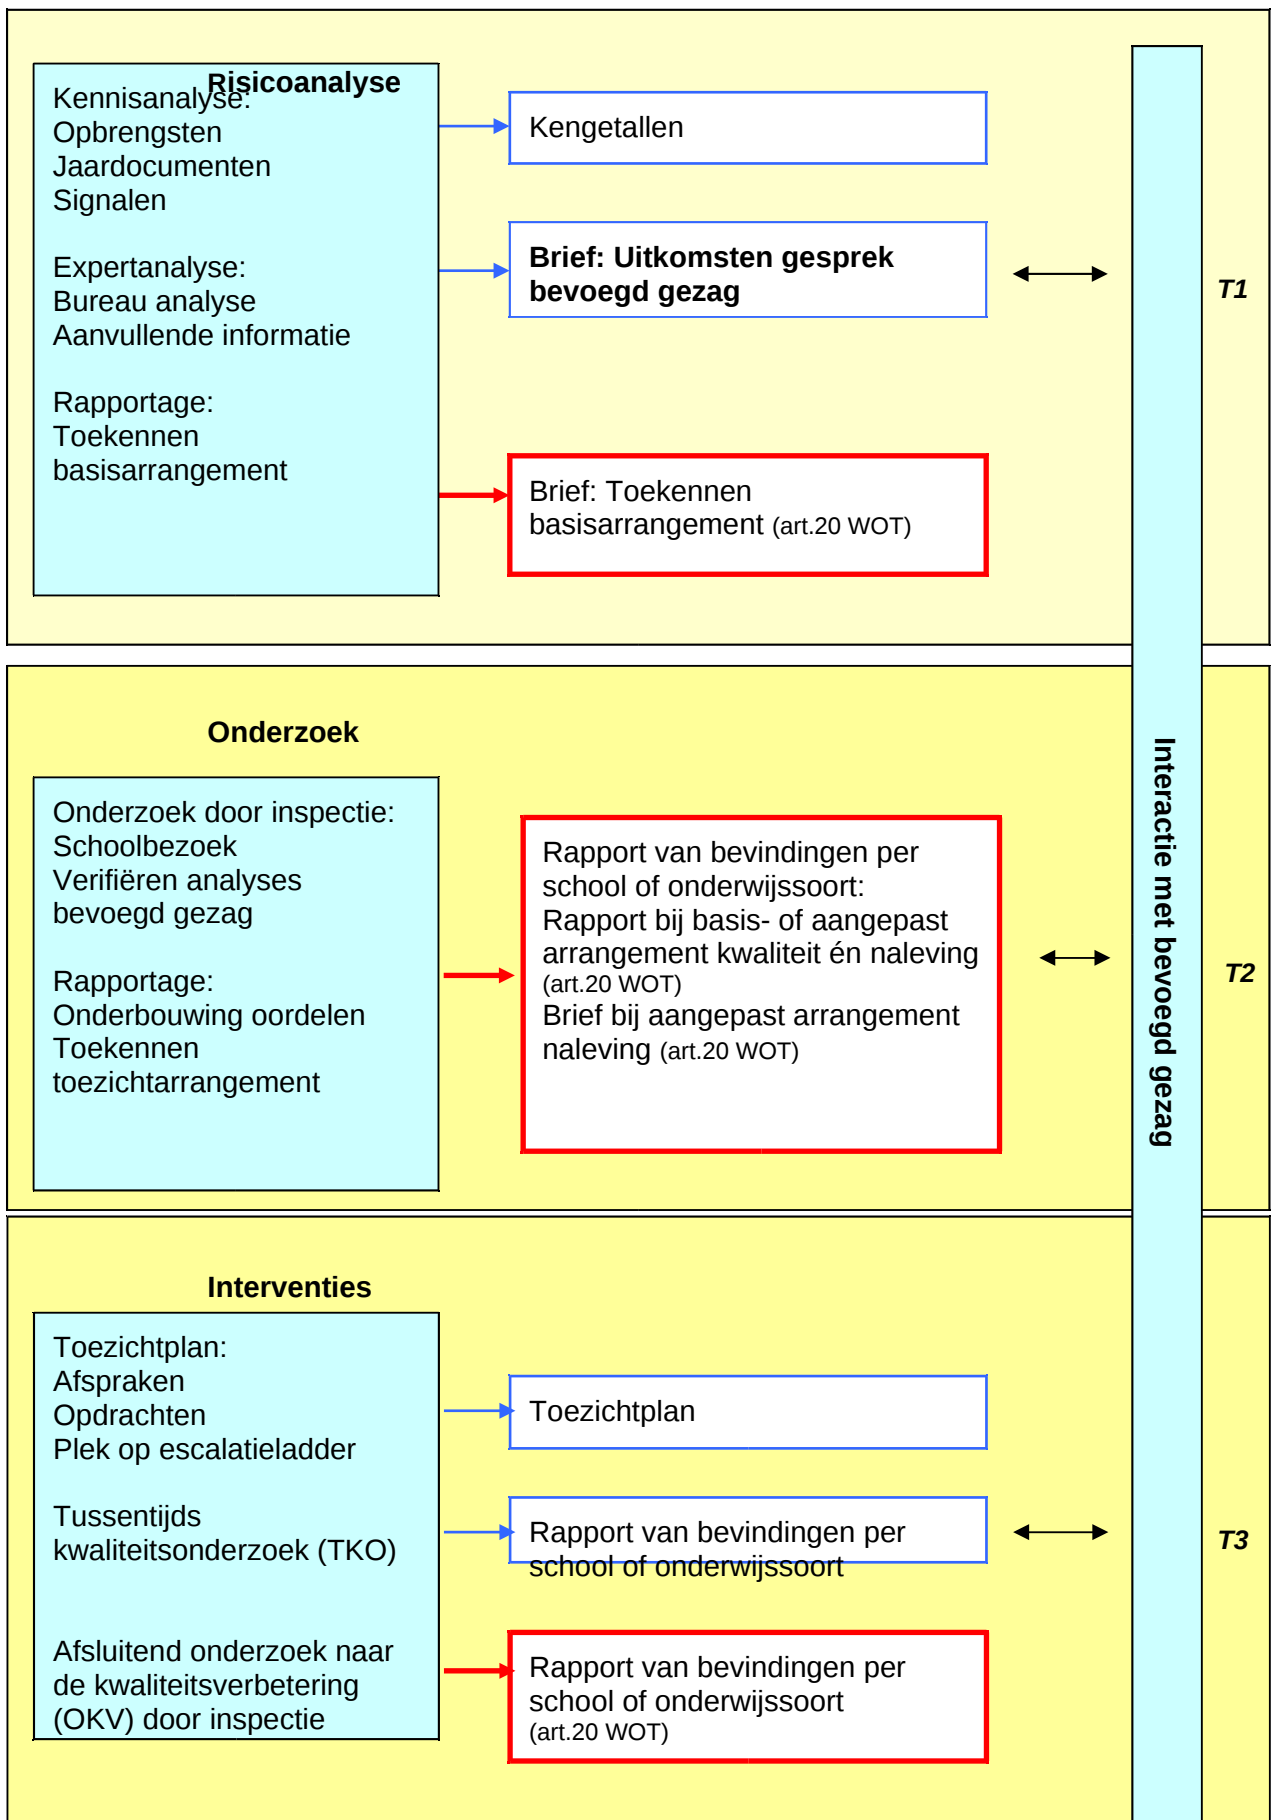 Risicoanalyse
Kennisanalyse:
Opbrengsten
Jaardocumenten
Signalen
Expertanalyse:
Bureau analyse
Aanvullende informatie
Rapportage:
Toekennen
basisarrangement
Kengetallen
Brief: Uitkomsten gesprek
bevoegd gezag
Brief: Toekennen
basisarrangement (art.20 WOT)
T1
Onderzoek
Onderzoek door inspectie:
Schoolbezoek
Verifiëren analyses
bevoegd gezag
Rapportage:
Onderbouwing oordelen
Toekennen
toezichtarrangement
Rapport van bevindingen per
school of onderwijssoort:
Rapport bij basis- of aangepast
arrangement kwaliteit én naleving
(art.20 WOT)
Brief bij aangepast arrangement
naleving (art.20 WOT)
Interactie met bevoegd gezag
T2
Interventies
Toezichtplan:
Afspraken
Opdrachten
Plek op escalatieladder
Tussentijds
kwaliteitsonderzoek (TKO)
Afsluitend onderzoek naar
de kwaliteitsverbetering
(OKV) door inspectie
Toezichtplan
Rapport van bevindingen per
school of onderwijssoort
Rapport van bevindingen per
school of onderwijssoort
(art.20 WOT)
T3